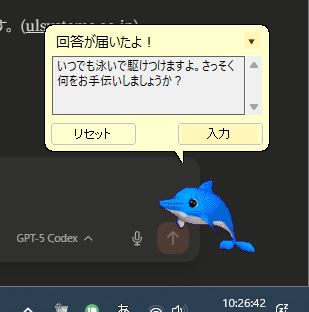 す。(ulsystems.co.jp)
回答が届いたよ！
いつでも泳いで駆けつけますよ。さっそく
何をお手伝いしましょうか？
リセット
入力
GPT-5 Codex
あ
10:26:42